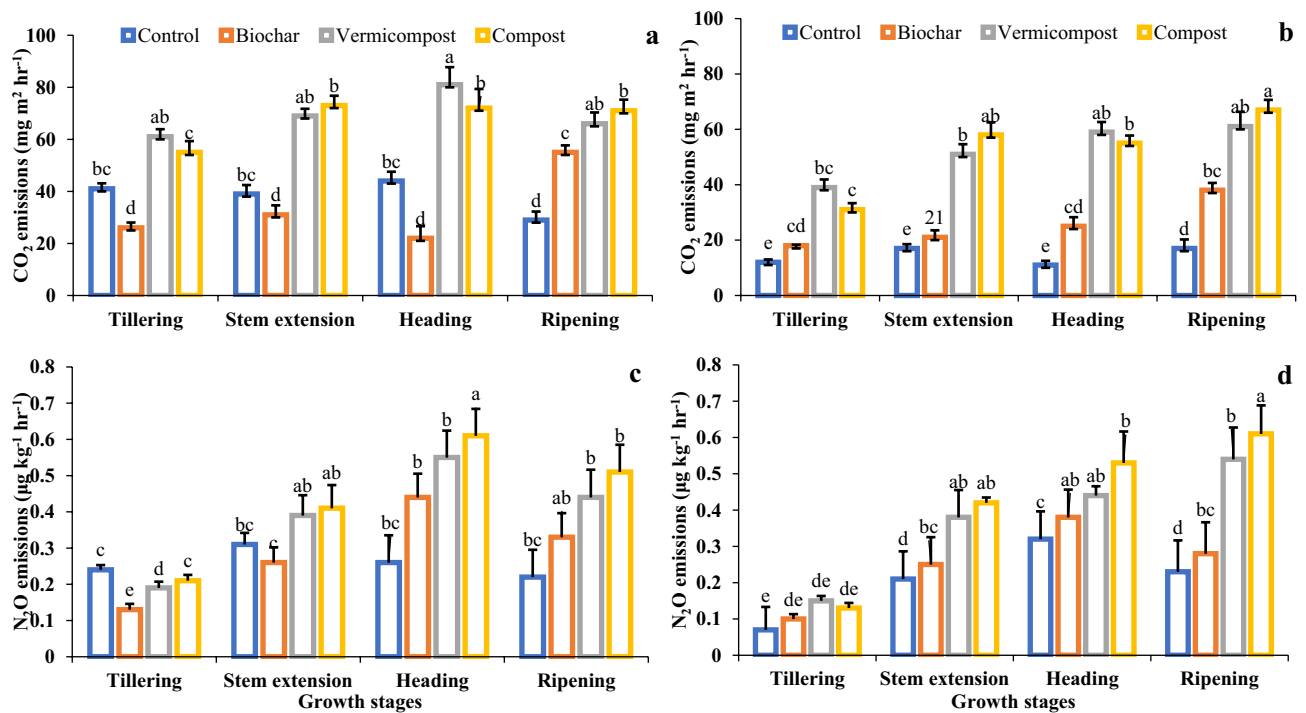 Control Biochar Vermicompost Compost
a
CO₂ emissions (mg m² hr⁻¹)
100
80
60
40
20
0
bc d ab c
bc d ab b
bc d a b
d c ab b
Tillering Stem extension Heading Ripening
Control Biochar Vermicompost Compost
b
CO₂ emissions (mg m² hr⁻¹)
100
80
60
40
20
0
e cd bc c
e 21 b ab
e cd ab b
d bc ab a
Tillering Stem extension Heading Ripening
c
N₂O emissions (µg kg⁻¹ hr⁻¹)
0.8
0.7
0.6
0.5
0.4
0.3
0.2
0.1
0
c e d c
bc c ab ab
bc b b a
bc ab b b
Tillering Stem extension Heading Ripening
Growth stages
d
N₂O emissions (µg kg⁻¹ hr⁻¹)
0.8
0.7
0.6
0.5
0.4
0.3
0.2
0.1
0
e de de de
d bc ab ab
c ab ab b
d bc b a
Tillering Stem extension Heading Ripening
Growth stages